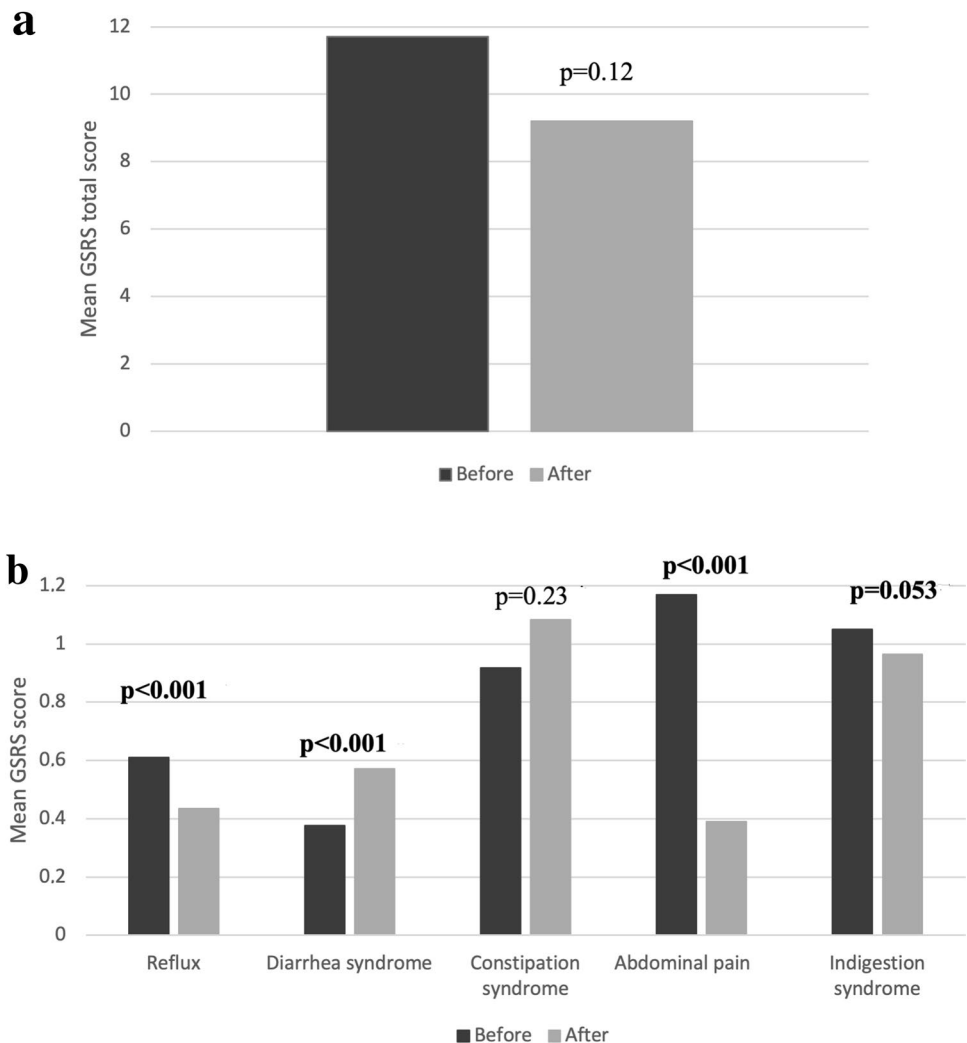 a
12
p=0.12
10
8
6
4
2
0
Mean GSRS total score
Before After
b
p<0.001
1.2
p=0.053
p=0.23
1
p<0.001
0.8
p<0.001
0.6
0.4
0.2
0
Mean GSRS score
Reflux Diarrhea syndrome Constipation Abdominal pain Indigestion
syndrome syndrome
Before After